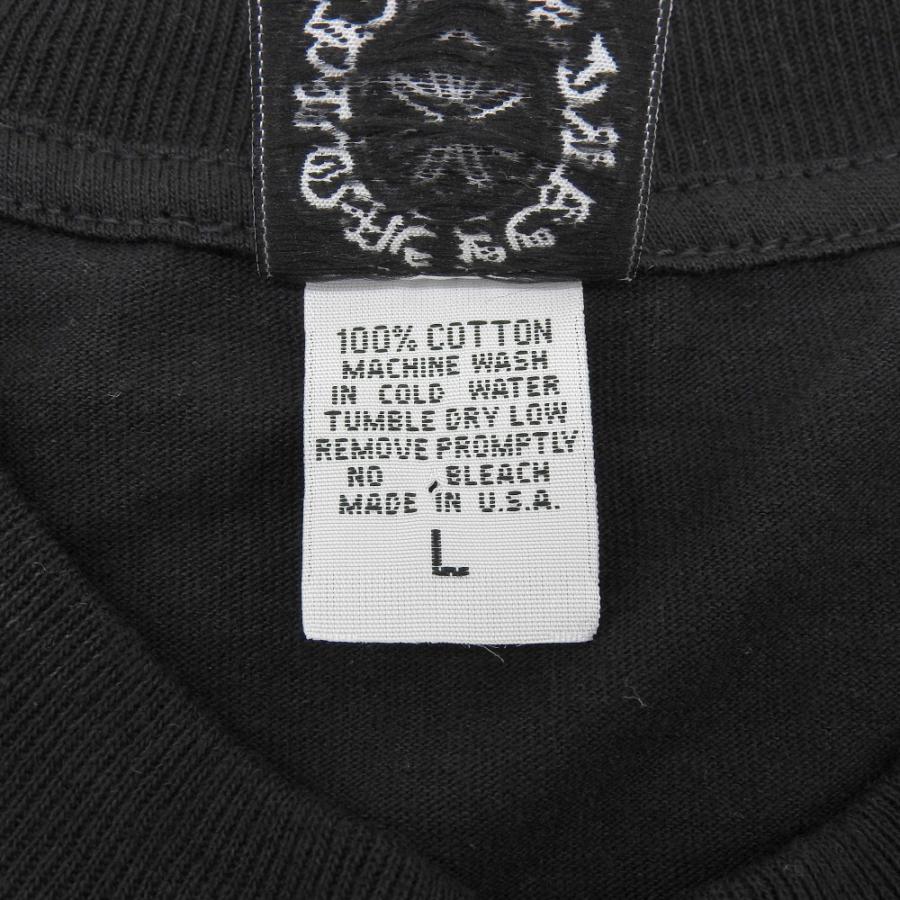 100% COTTON
MACHINE WASH
IN COLD WATER
TUMBLE DRY LOW
REMOVE PROMPTLY
NO BLEACH
MADE IN U.S.A.
L